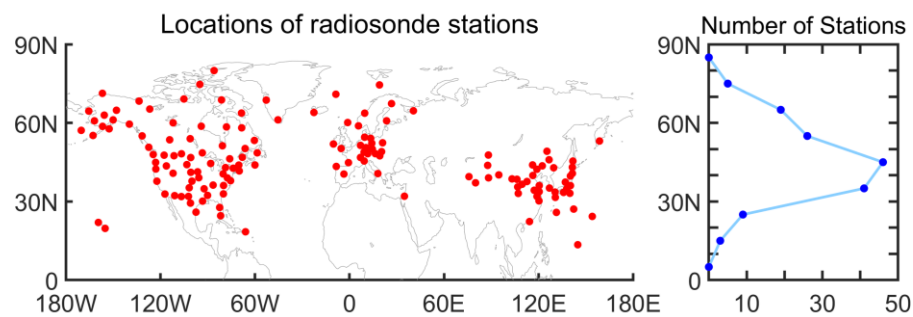 Locations of radiosonde stations
Number of Stations
90N
60N
30N
0
180W
120W
60W
0
60E
120E
180E
90N
60N
30N
0
10
30
50